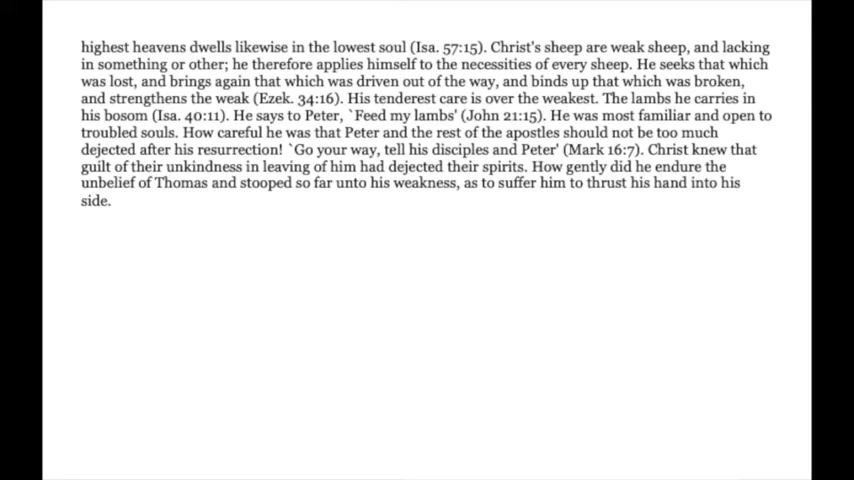 highest heavens dwells likewise in the lowest soul (Isa. 57:15). Christ's sheep are weak sheep, and lacking
in something or other; he therefore applies himself to the necessities of every sheep. He seeks that which
was lost, and brings again that which was driven out of the way, and binds up that which was broken,
and strengthens the weak (Ezek. 34:16). His tenderest care is over the weakest. The lambs he carries in
his bosom (Isa. 40:11). He says to Peter, `Feed my lambs' (John 21:15). He was most familiar and open to
troubled souls. How careful he was that Peter and the rest of the apostles should not be too much
dejected after his resurrection! `Go your way, tell his disciples and Peter' (Mark 16:7). Christ knew that
guilt of their unkindness in leaving of him had dejected their spirits. How gently did he endure the
unbelief of Thomas and stooped so far unto his weakness, as to suffer him to thrust his hand into his
side.